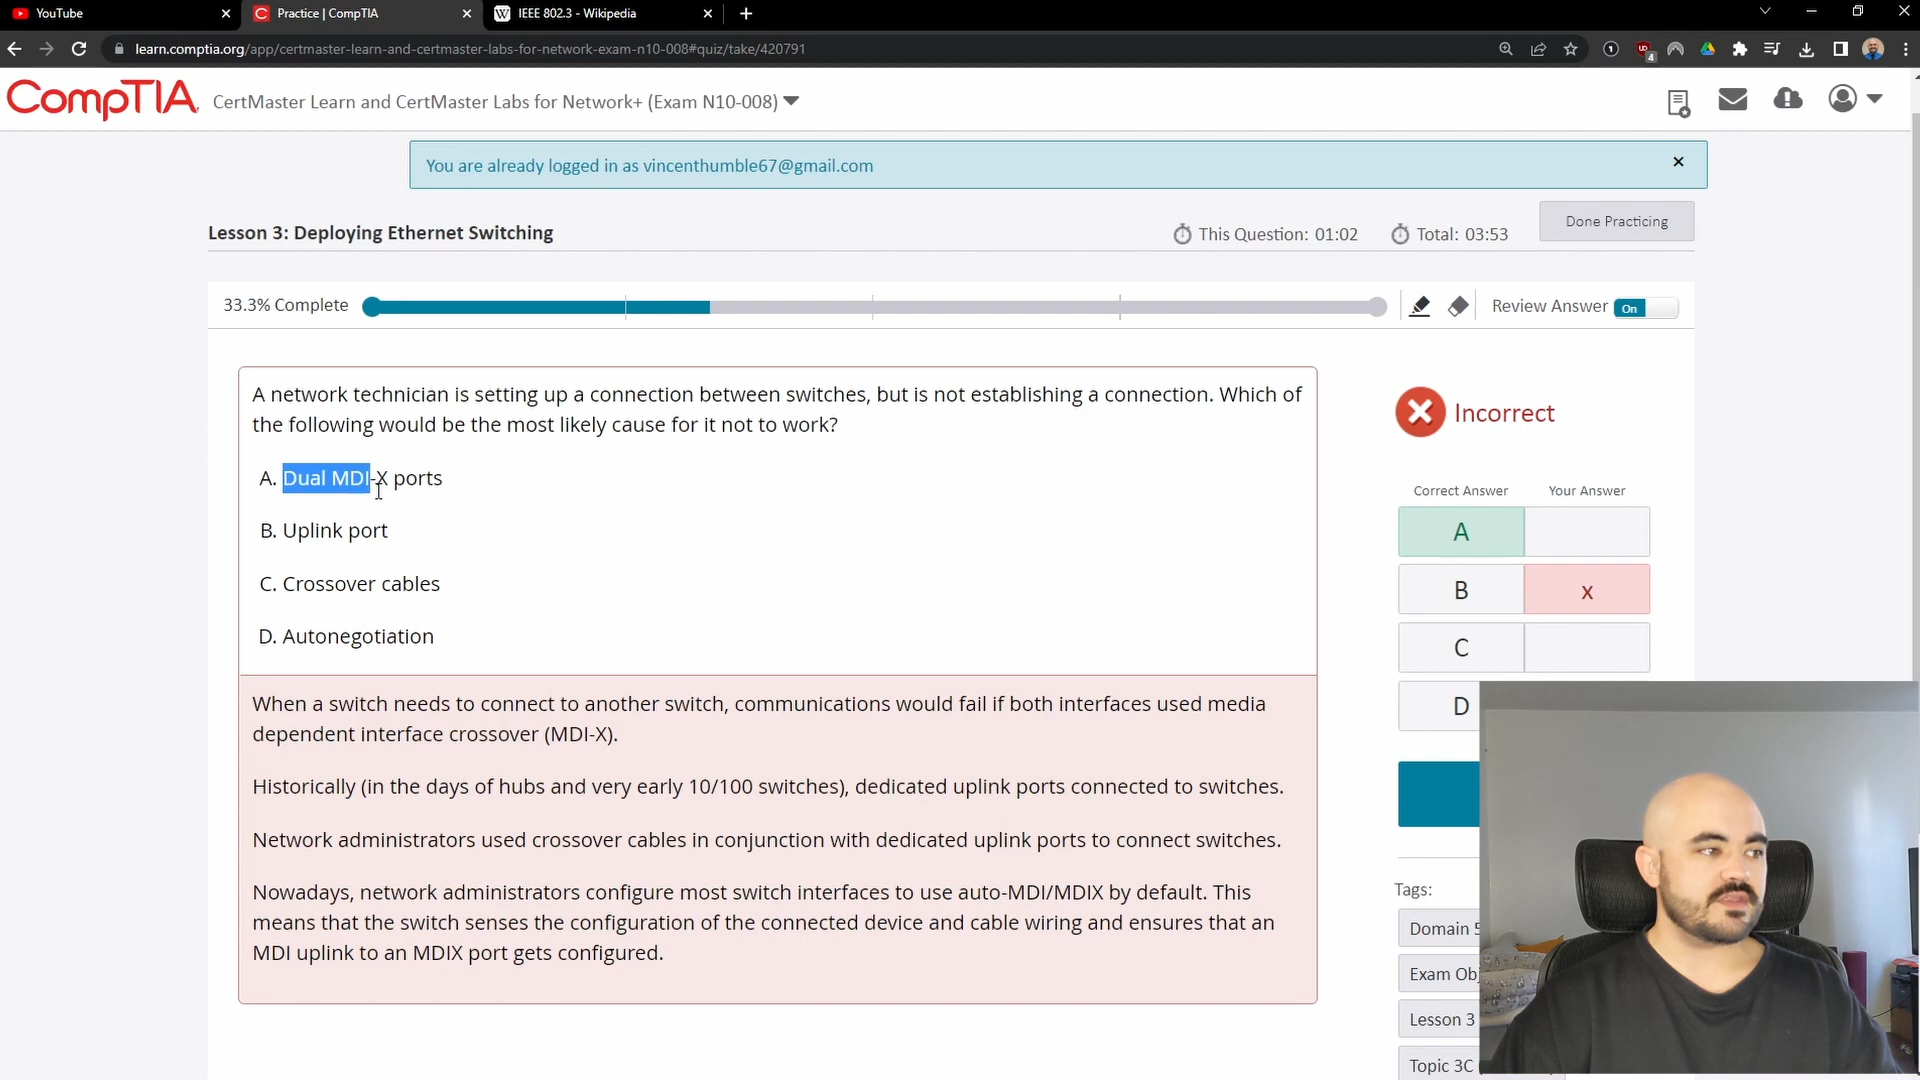 YouTube
Practice | CompTIA
IEEE 802.3 - Wikipedia
learn.comptia.org/app/certmaster-learn-and-certmaster-labs-for-network-exam-n10-008#quiz/take/420791
CompTIA.
CertMaster Learn and CertMaster Labs for Network+ (Exam N10-008)
You are already logged in as vincenthumble67@gmail.com
Lesson 3: Deploying Ethernet Switching
This Question: 01:02
Total: 03:53
Done Practicing
33.3% Complete
Review Answer
On
A network technician is setting up a connection between switches, but is not establishing a connection. Which of
the following would be the most likely cause for it not to work?
A. Dual MDI-X ports
B. Uplink port
C. Crossover cables
D. Autonegotiation
When a switch needs to connect to another switch, communications would fail if both interfaces used media
dependent interface crossover (MDI-X).
Historically (in the days of hubs and very early 10/100 switches), dedicated uplink ports connected to switches.
Network administrators used crossover cables in conjunction with dedicated uplink ports to connect switches.
Nowadays, network administrators configure most switch interfaces to use auto-MDI/MDIX by default. This
means that the switch senses the configuration of the connected device and cable wiring and ensures that an
MDI uplink to an MDIX port gets configured.
Incorrect
Correct Answer
Your Answer
A
B
x
C
D
Tags:
Domain 5
Exam Obj
Lesson 3
Topic 3C